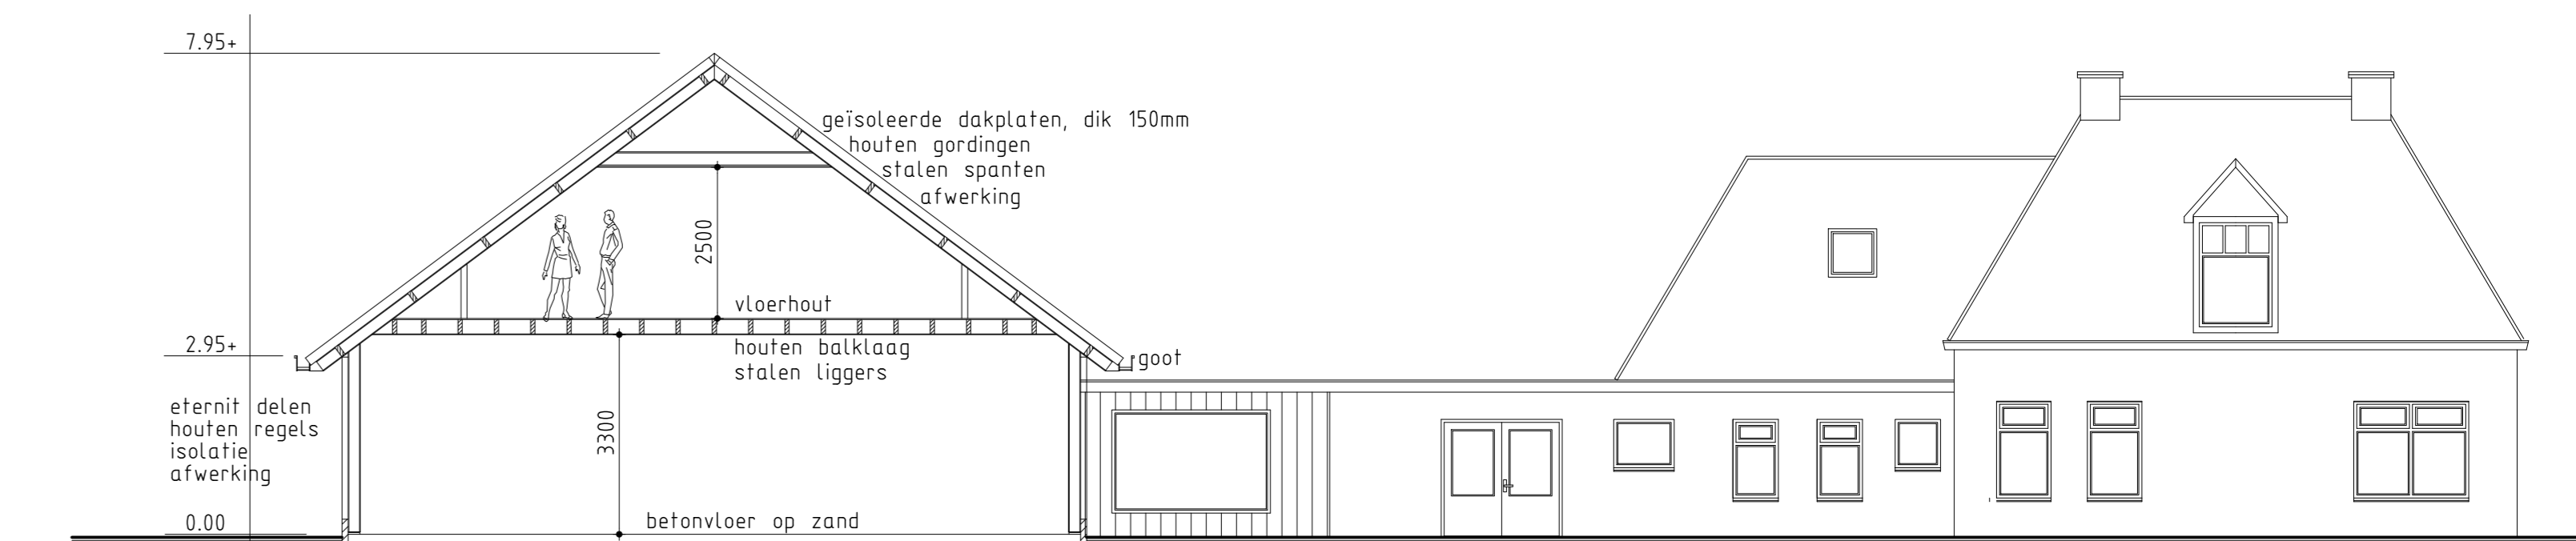 7.95+
geïsoleerde dakplaten, dik 150mm
houten gordingen
stalen spanten
afwerking
2500
vloerhout
2.95+
houten balklaag
stalen liggers
goot
eternit delen
houten regels
isolatie
afwerking
3300
0.00
betonvloer op zand